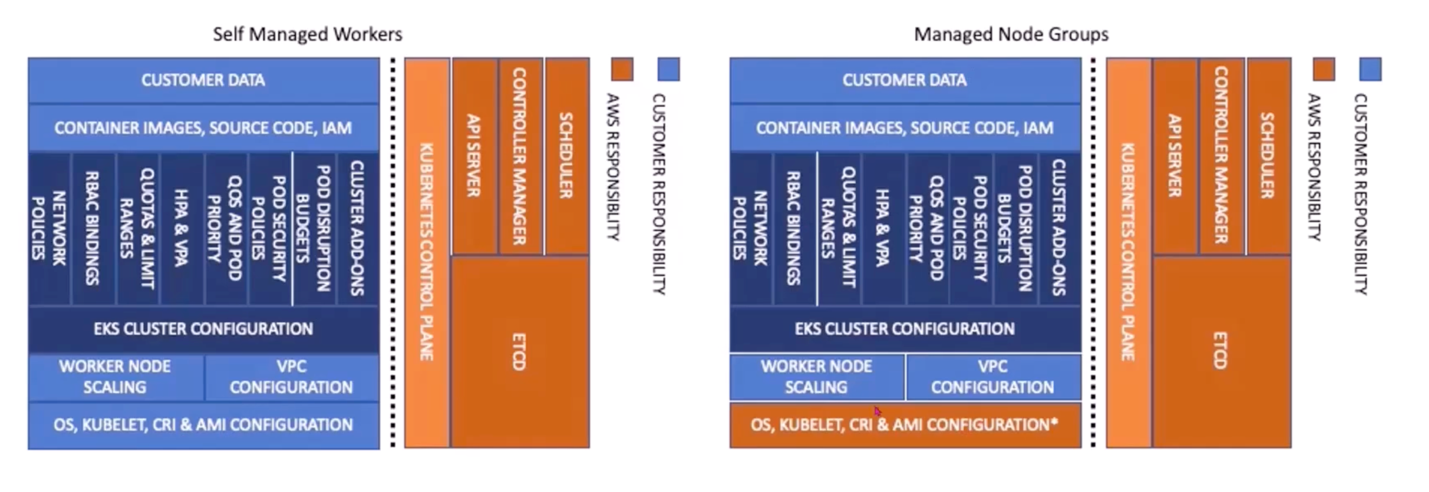 Self Managed Workers
CUSTOMER DATA
CONTAINER IMAGES, SOURCE CODE, IAM
NETWORK
POLICIES
RBAC BINDINGS
QUOTAS & LIMIT
RANGES
HPA & VPA
QOS AND POD
PRIORITY
POD SECURITY
POLICIES
POD DISRUPTION
BUDGETS
CLUSTER ADD-ONS
EKS CLUSTER CONFIGURATION
WORKER NODE
SCALING
VPC
CONFIGURATION
OS, KUBELET, CRI & AMI CONFIGURATION
KUBERNETES CONTROL PLANE
API SERVER
CONTROLLER MANAGER
SCHEDULER
ETCD
AWS RESPONSIBLITY
CUSTOMER RESPONSIBILITY
Managed Node Groups
CUSTOMER DATA
CONTAINER IMAGES, SOURCE CODE, IAM
NETWORK
POLICIES
RBAC BINDINGS
QUOTAS & LIMIT
RANGES
HPA & VPA
QOS AND POD
PRIORITY
POD SECURITY
POLICIES
POD DISRUPTION
BUDGETS
CLUSTER ADD-ONS
EKS CLUSTER CONFIGURATION
WORKER NODE
SCALING
VPC
CONFIGURATION
OS, KUBELET, CRI & AMI CONFIGURATION*
KUBERNETES CONTROL PLANE
API SERVER
CONTROLLER MANAGER
SCHEDULER
ETCD
AWS RESPONSIBLITY
CUSTOMER RESPONSIBILITY